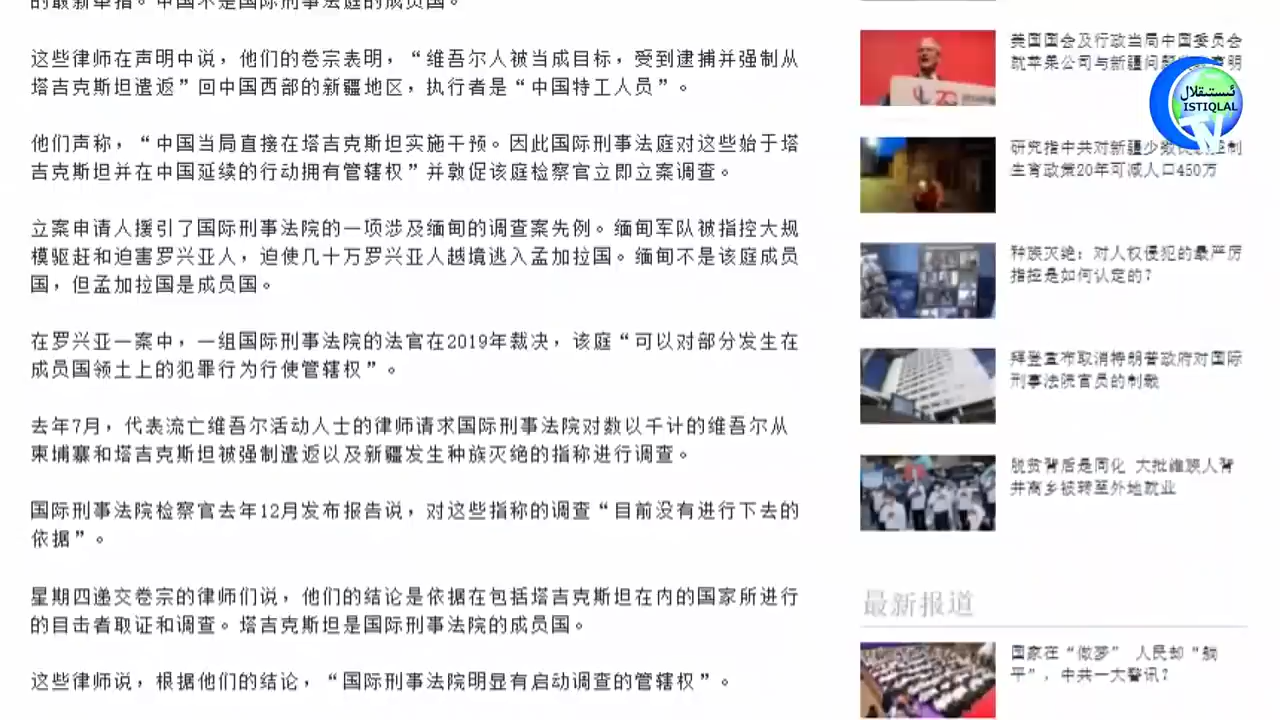 的最新举措。中国不是国际刑事法庭的成员国。
这些律师在声明中说，他们的卷宗表明，“维吾尔人被当成目标，受到逮捕并强制从
塔吉克斯坦遣返”回中国西部的新疆地区，执行者是“中国特工人员”。
他们声称，“中国当局直接在塔吉克斯坦实施干预。因此国际刑事法庭对这些始于塔
吉克斯坦并在中国延续的行动拥有管辖权”并敦促该庭检察官立即立案调查。
立案申请人援引了国际刑事法院的一项涉及缅甸的调查案先例。缅甸军队被指控大规
模驱赶和迫害罗兴亚人，迫使几十万罗兴亚人越境逃入孟加拉国。缅甸不是该庭成员
国，但孟加拉国是成员国。
在罗兴亚一案中，一组国际刑事法院的法官在2019年裁决，该庭“可以对部分发生在
成员国领土上的犯罪行为行使管辖权”。
去年7月，代表流亡维吾尔活动人士的律师请求国际刑事法院对数以千计的维吾尔从
柬埔寨和塔吉克斯坦被强制遣返以及新疆发生种族灭绝的指称进行调查。
国际刑事法院检察官去年12月发布报告说，对这些指称的调查“目前没有进行下去的
依据”。
星期四递交卷宗的律师们说，他们的结论是依据在包括塔吉克斯坦在内的国家所进行
的目击者取证和调查。塔吉克斯坦是国际刑事法院的成员国。
这些律师说，根据他们的结论，“国际刑事法院明显有启动调查的管辖权”。
美国国会及行政当局中国委员会
就苹果公司与新疆问题发 声明
研究指中共对新疆少数民 控制
生育政策20年可减人口450万
种族灭绝：对人权侵犯的最严厉
指控是如何认定的？
拜登宣布取消特朗普政府对国际
刑事法院官员的制裁
脱贫背后是同化 大批维族人背
井离乡被转至外地就业
最新报道
国家在“做梦” 人民却“躺
平”，中共一大警讯？
ئىستىقلال
ISTIQLAL
TV